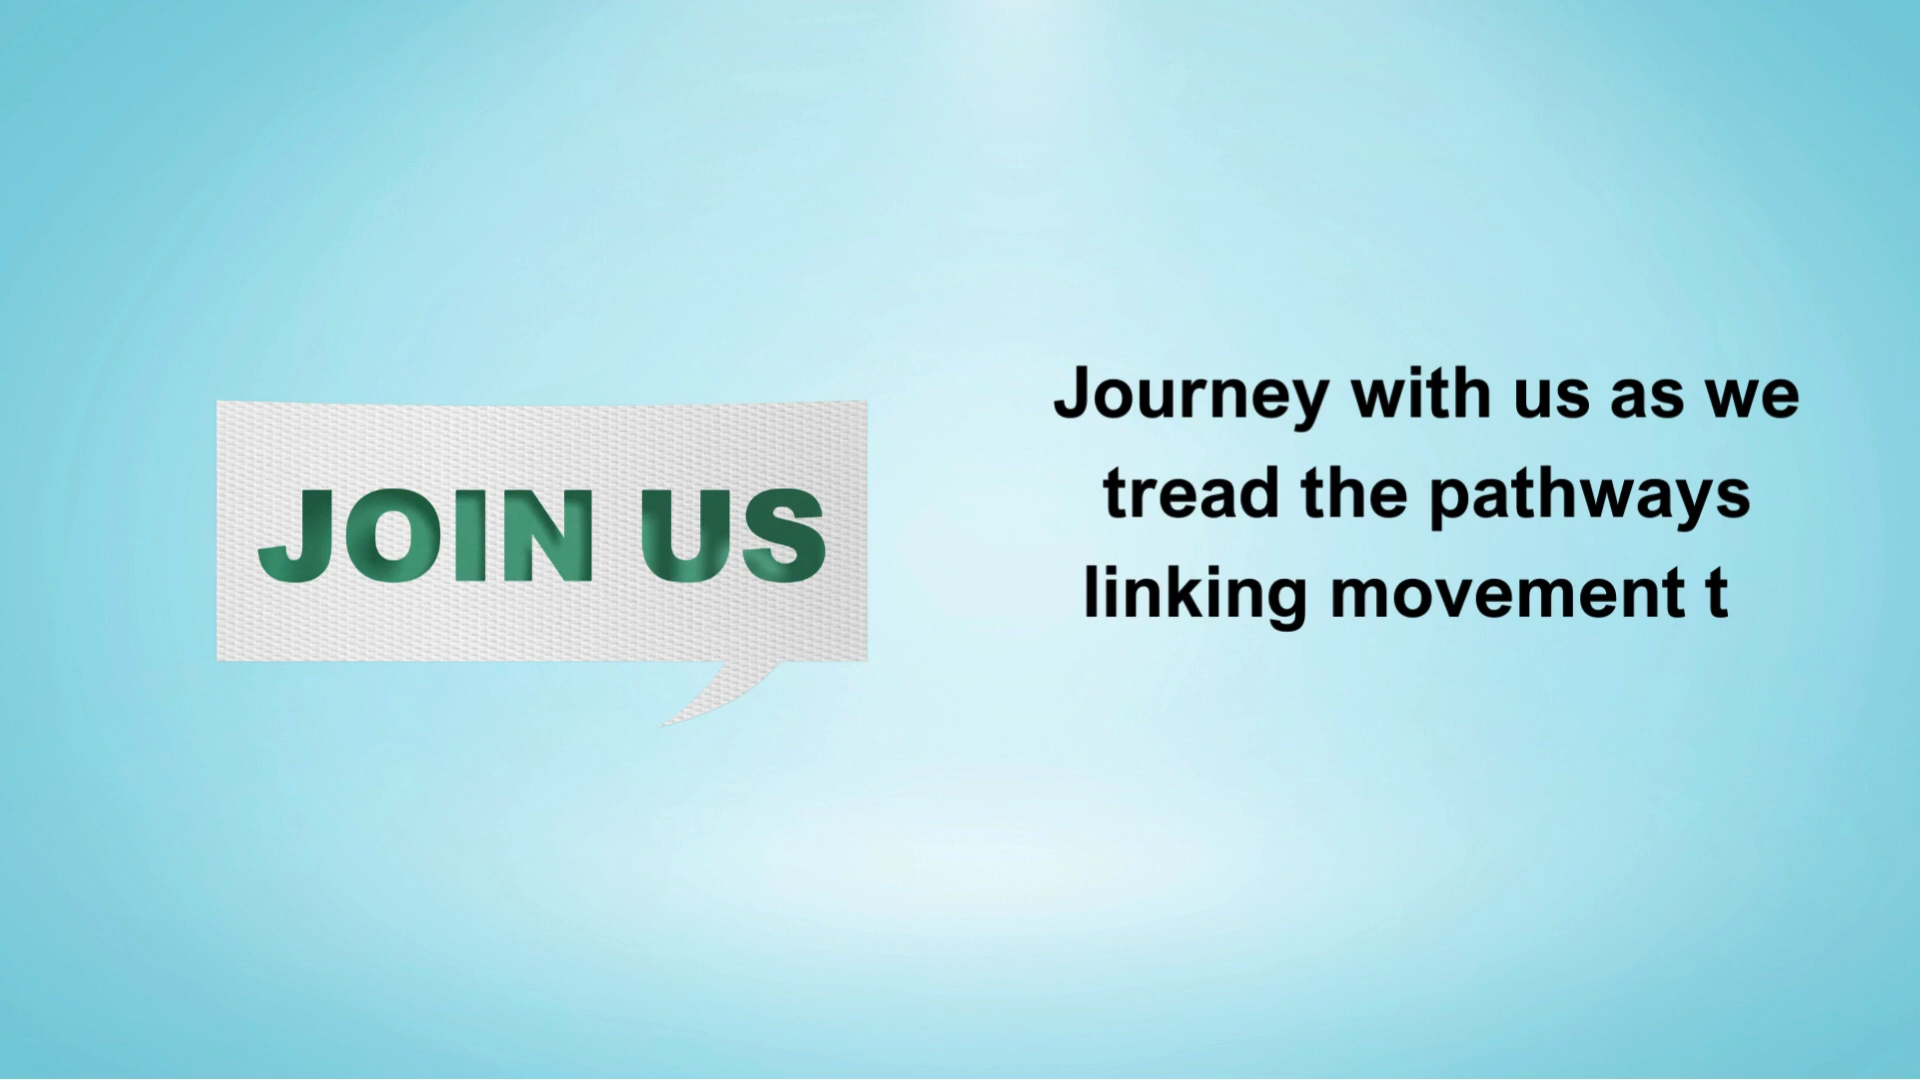 JOIN US
Journey with us as we
tread the pathways
linking movement t